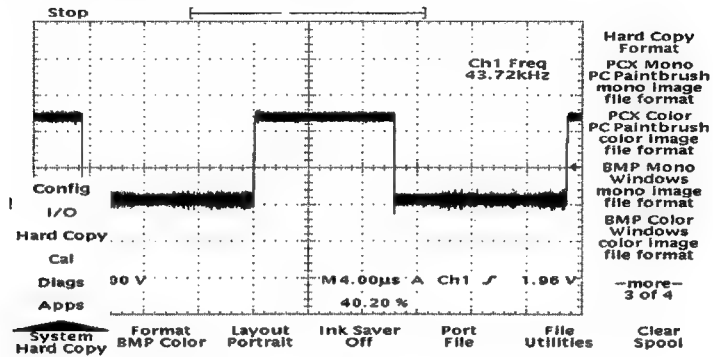 Stop
Ch1 Freq
43.72kHz
Hard Copy
Format
PCX Mono
PC Paintbrush
mono image
file format
PCX Color
PC Paintbrush
color image
file format
BMP Mono
Windows
mono image
file format
BMP Color
Windows
color image
file format
-more-
3 of 4
Config
I/O
Hard Copy
Cal
Diags
Apps
00 V
M 4.00µs A Ch1 1.96 V
40.20 %
System
Hard Copy
Format
BMP Color
Layout
Portrait
Ink Saver
Off
Port
File
File
Utilities
Clear
Spool